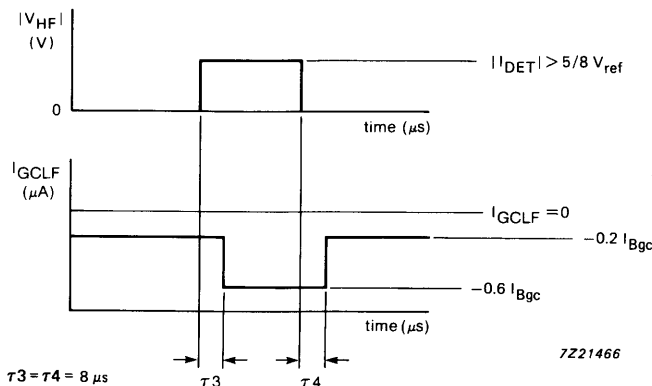 |V_HF|
(V)
|I_DET| > 5/8 V_ref
0
time (μs)
I_GCLF
(μA)
I_GCLF = 0
−0.2 I_Bgc
−0.6 I_Bgc
time (μs)
7Z21466
τ3 = τ4 = 8 μs
τ3
τ4